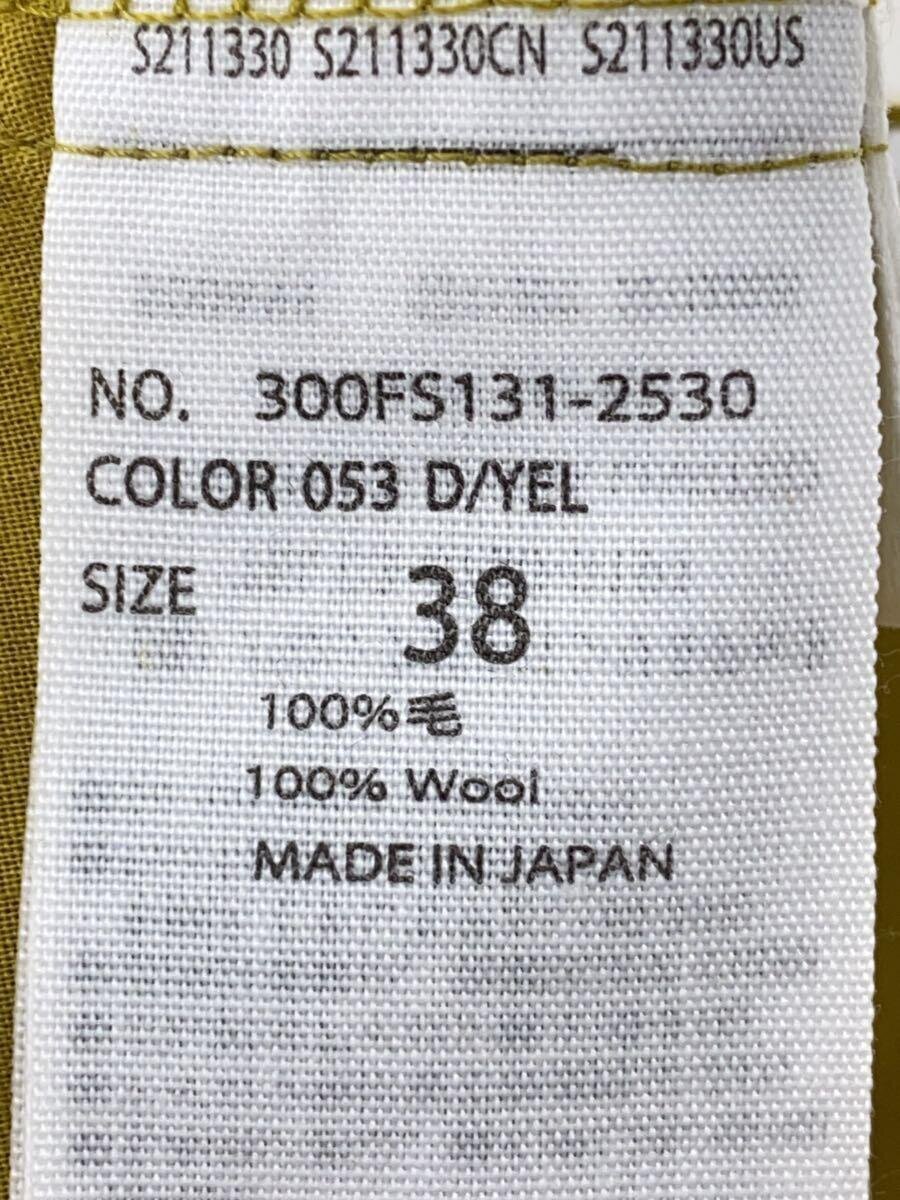 S211330 S211330CN S211330US
NO. 300FS131-2530
COLOR 053 D/YEL
SIZE 38
100%毛
100% Wool
MADE IN JAPAN